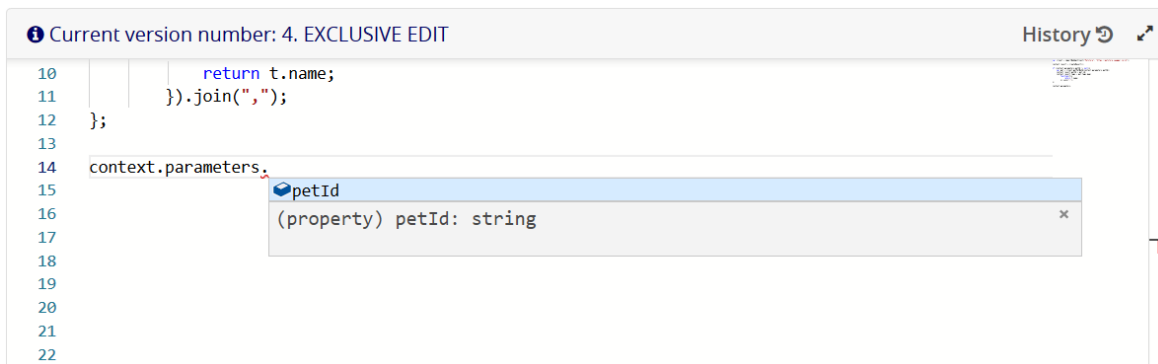 Current version number: 4. EXCLUSIVE EDIT History
10 return t.name;
11 }).join(",");
12 };
13
14 context.parameters.
15 petId
16 (property) petId: string ×
17
18
19
20
21
22